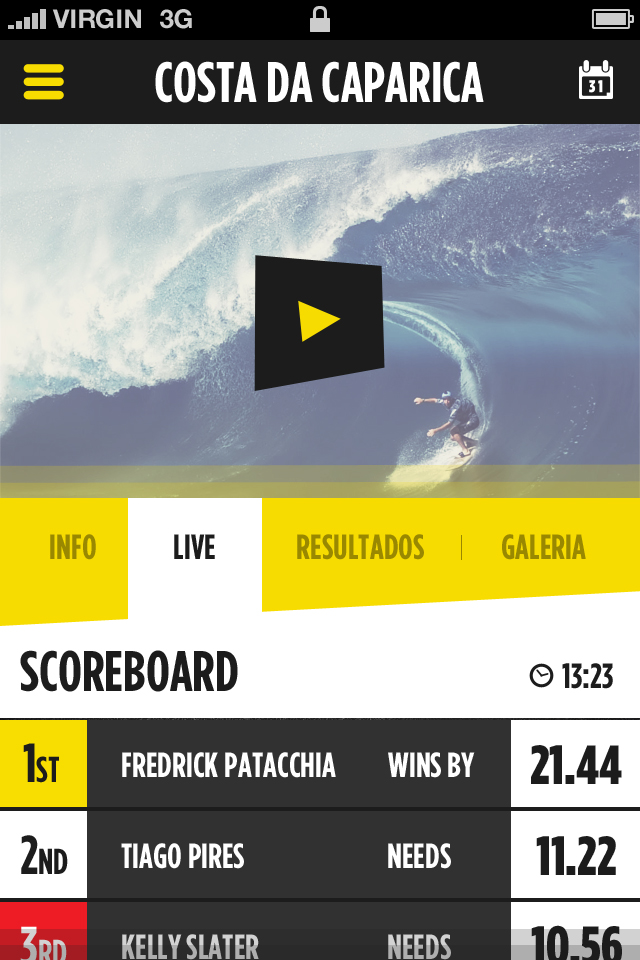 VIRGIN 3G
COSTA DA CAPARICA
31
INFO LIVE RESULTADOS GALERIA
SCOREBOARD 13:23
1ST FREDRICK PATACCHIA WINS BY 21.44
2ND TIAGO PIRES NEEDS 11.22
3RD KELLY SLATER NEEDS 10.56